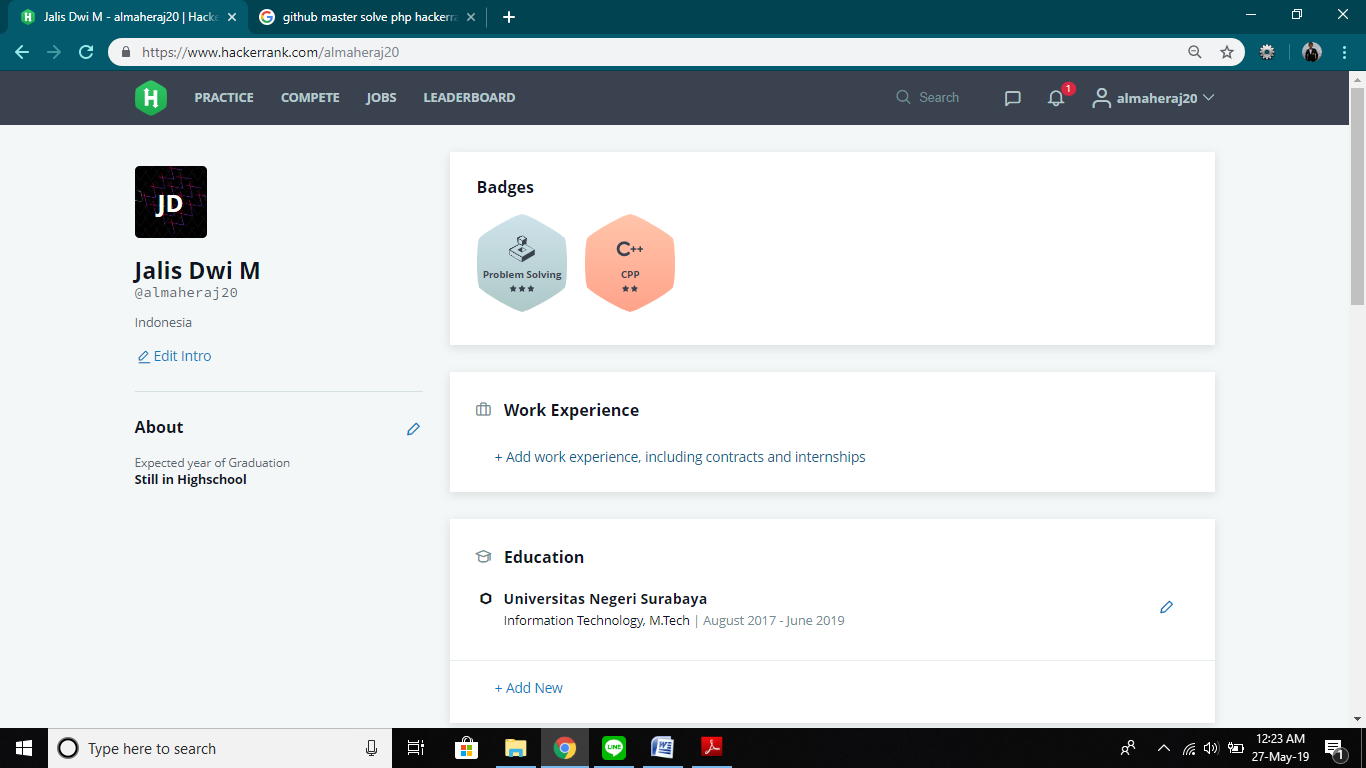 Jalis Dwi M - almaheraj20 | Hacke
github master solve php hackerra
https://www.hackerrank.com/almaheraj20
H
PRACTICE COMPETE JOBS LEADERBOARD Search 1 almaheraj20
JD
Jalis Dwi M
@almaheraj20
Indonesia
Edit Intro
About
Expected year of Graduation
Still in Highschool
Badges
Problem Solving
C++
CPP
Work Experience
+ Add work experience, including contracts and internships
Education
Universitas Negeri Surabaya
Information Technology, M.Tech | August 2017 - June 2019
+ Add New
Type here to search
LINE
12:23 AM
27-May-19
1